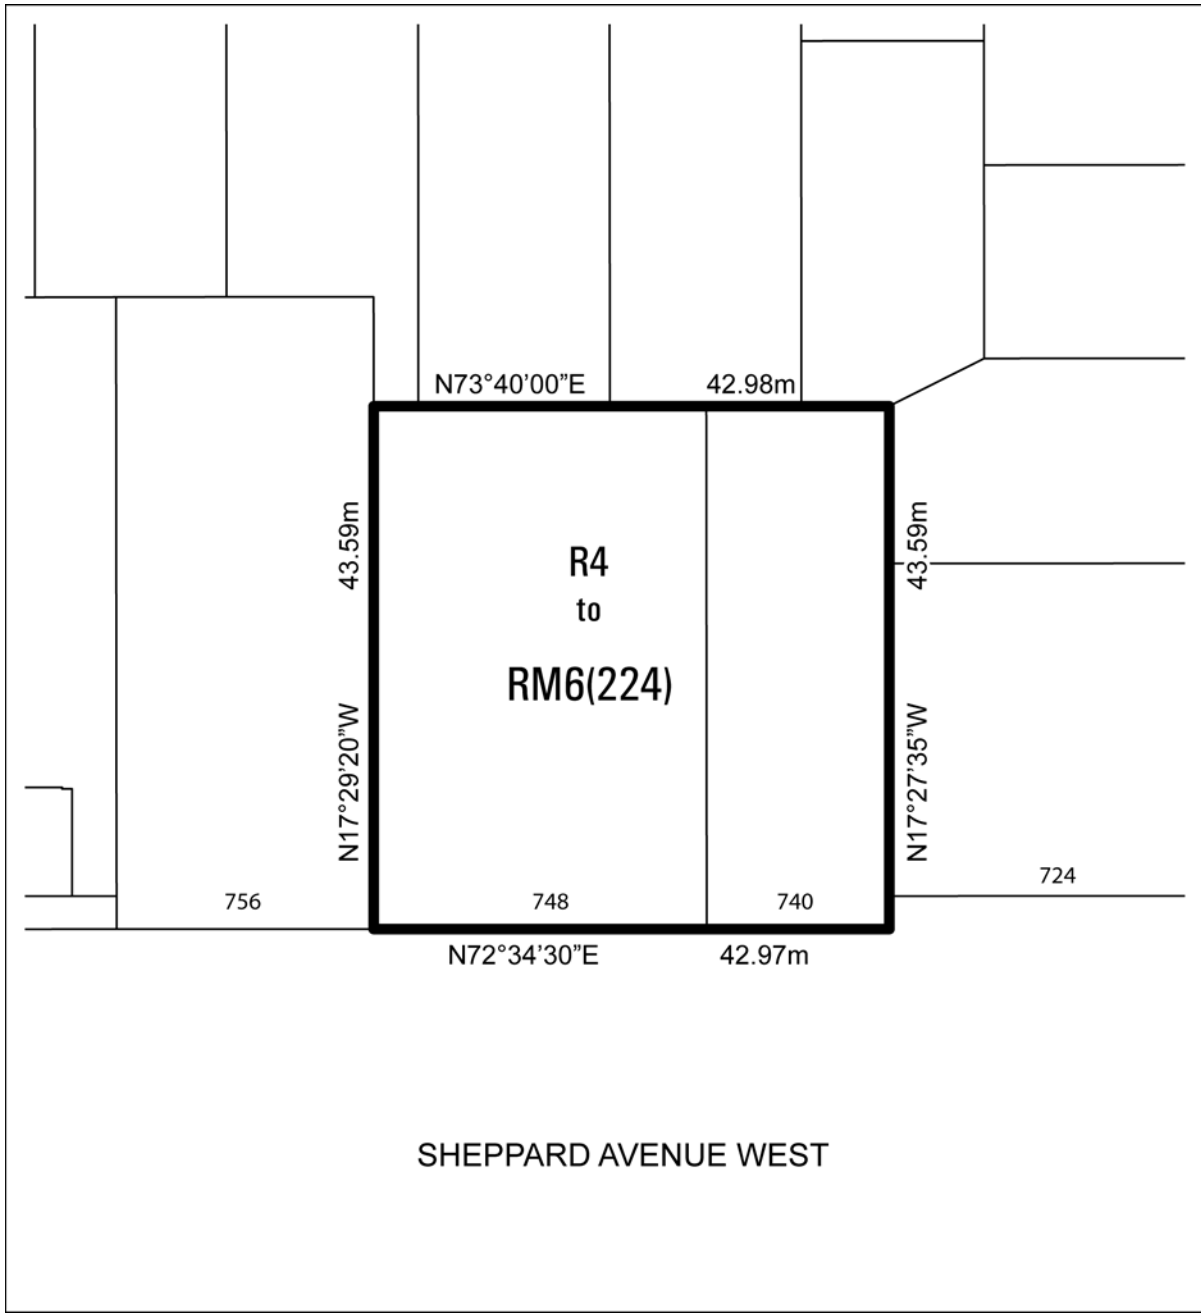 N73°40’00”E 42.98m
43.59m
43.59m
R4
to
RM6(224)
N17°29’20”W
N17°27’35”W
756
748
740
724
N72°34’30”E 42.97m
SHEPPARD AVENUE WEST